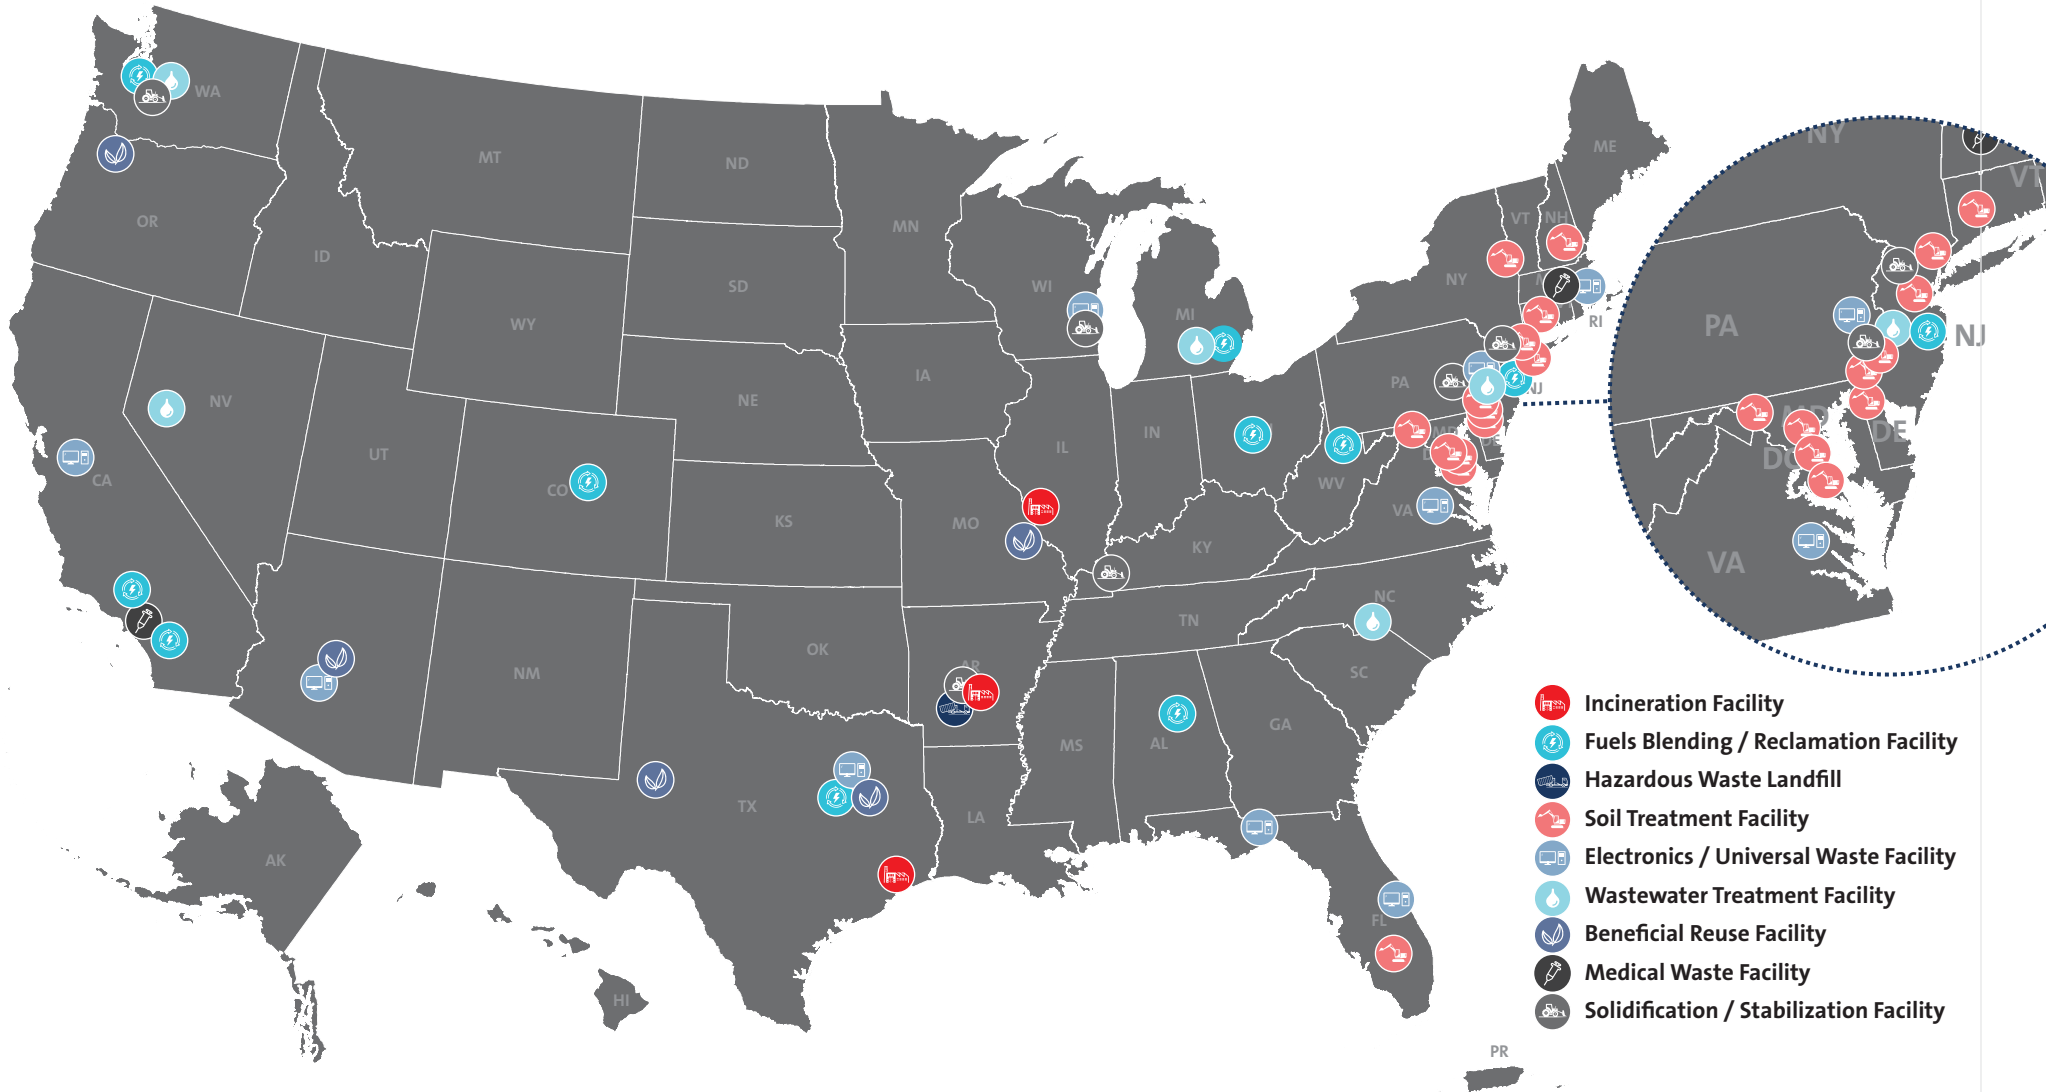 WA
MT
ND
MN
ME
OR
ID
SD
WI
MI
VT
NH
NY
WY
RI
NV
UT
NE
IA
PA
NJ
CA
CO
KS
MO
IL
IN
WV
VA
KY
OK
AR
TN
NC
SC
NM
TX
LA
MS
AL
GA
FL
AK
HI
PR
NY
VT
PA
NJ
MD
DE
DC
VA
Incineration Facility
Fuels Blending / Reclamation Facility
Hazardous Waste Landfill
Soil Treatment Facility
Electronics / Universal Waste Facility
Wastewater Treatment Facility
Beneficial Reuse Facility
Medical Waste Facility
Solidification / Stabilization Facility